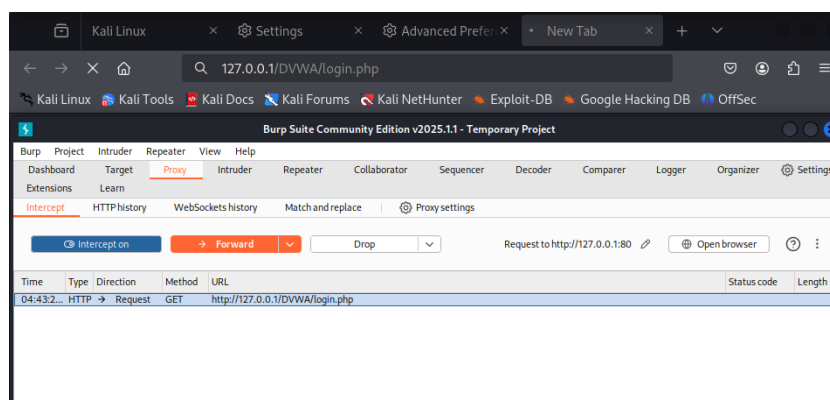 Kali Linux × Settings × Advanced Prefer × New Tab × +
127.0.0.1/DVWA/login.php
Kali Linux Kali Tools Kali Docs Kali Forums Kali NetHunter Exploit-DB Google Hacking DB OffSec
Burp Suite Community Edition v2025.1.1 - Temporary Project
Burp Project Intruder Repeater View Help
Dashboard Target Proxy Intruder Repeater Collaborator Sequencer Decoder Comparer Logger Organizer Settings
Extensions Learn
Intercept HTTP history WebSockets history Match and replace Proxy settings
Intercept on → Forward Drop Request to http://127.0.0.1:80 Open browser ?
Time Type Direction Method URL Status code Length
04:43:2... HTTP → Request GET http://127.0.0.1/DVWA/login.php